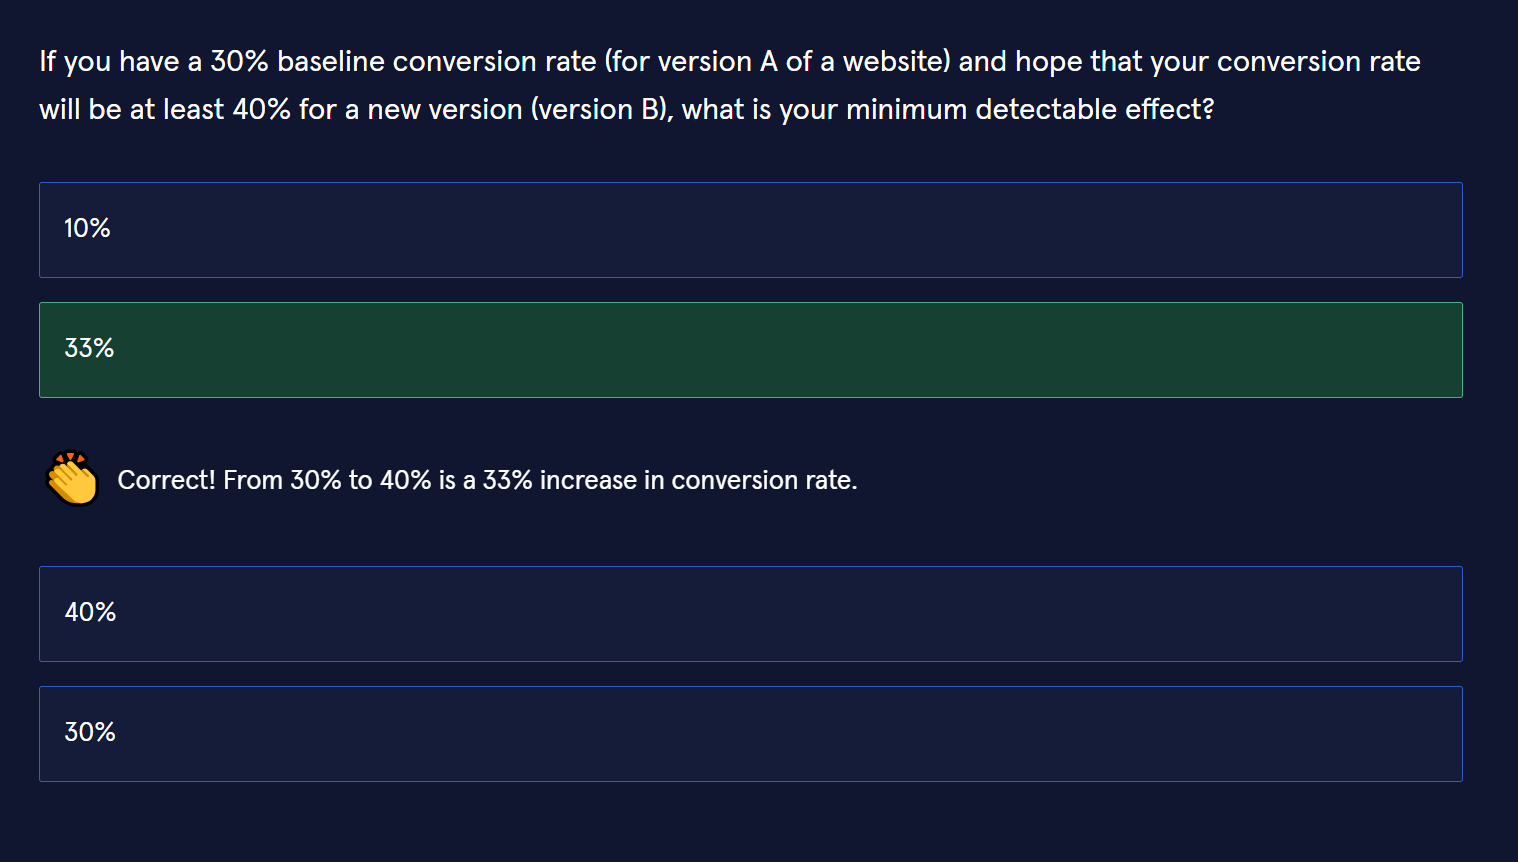 If you have a 30% baseline conversion rate (for version A of a website) and hope that your conversion rate
will be at least 40% for a new version (version B), what is your minimum detectable effect?
10%
33%
Correct! From 30% to 40% is a 33% increase in conversion rate.
40%
30%